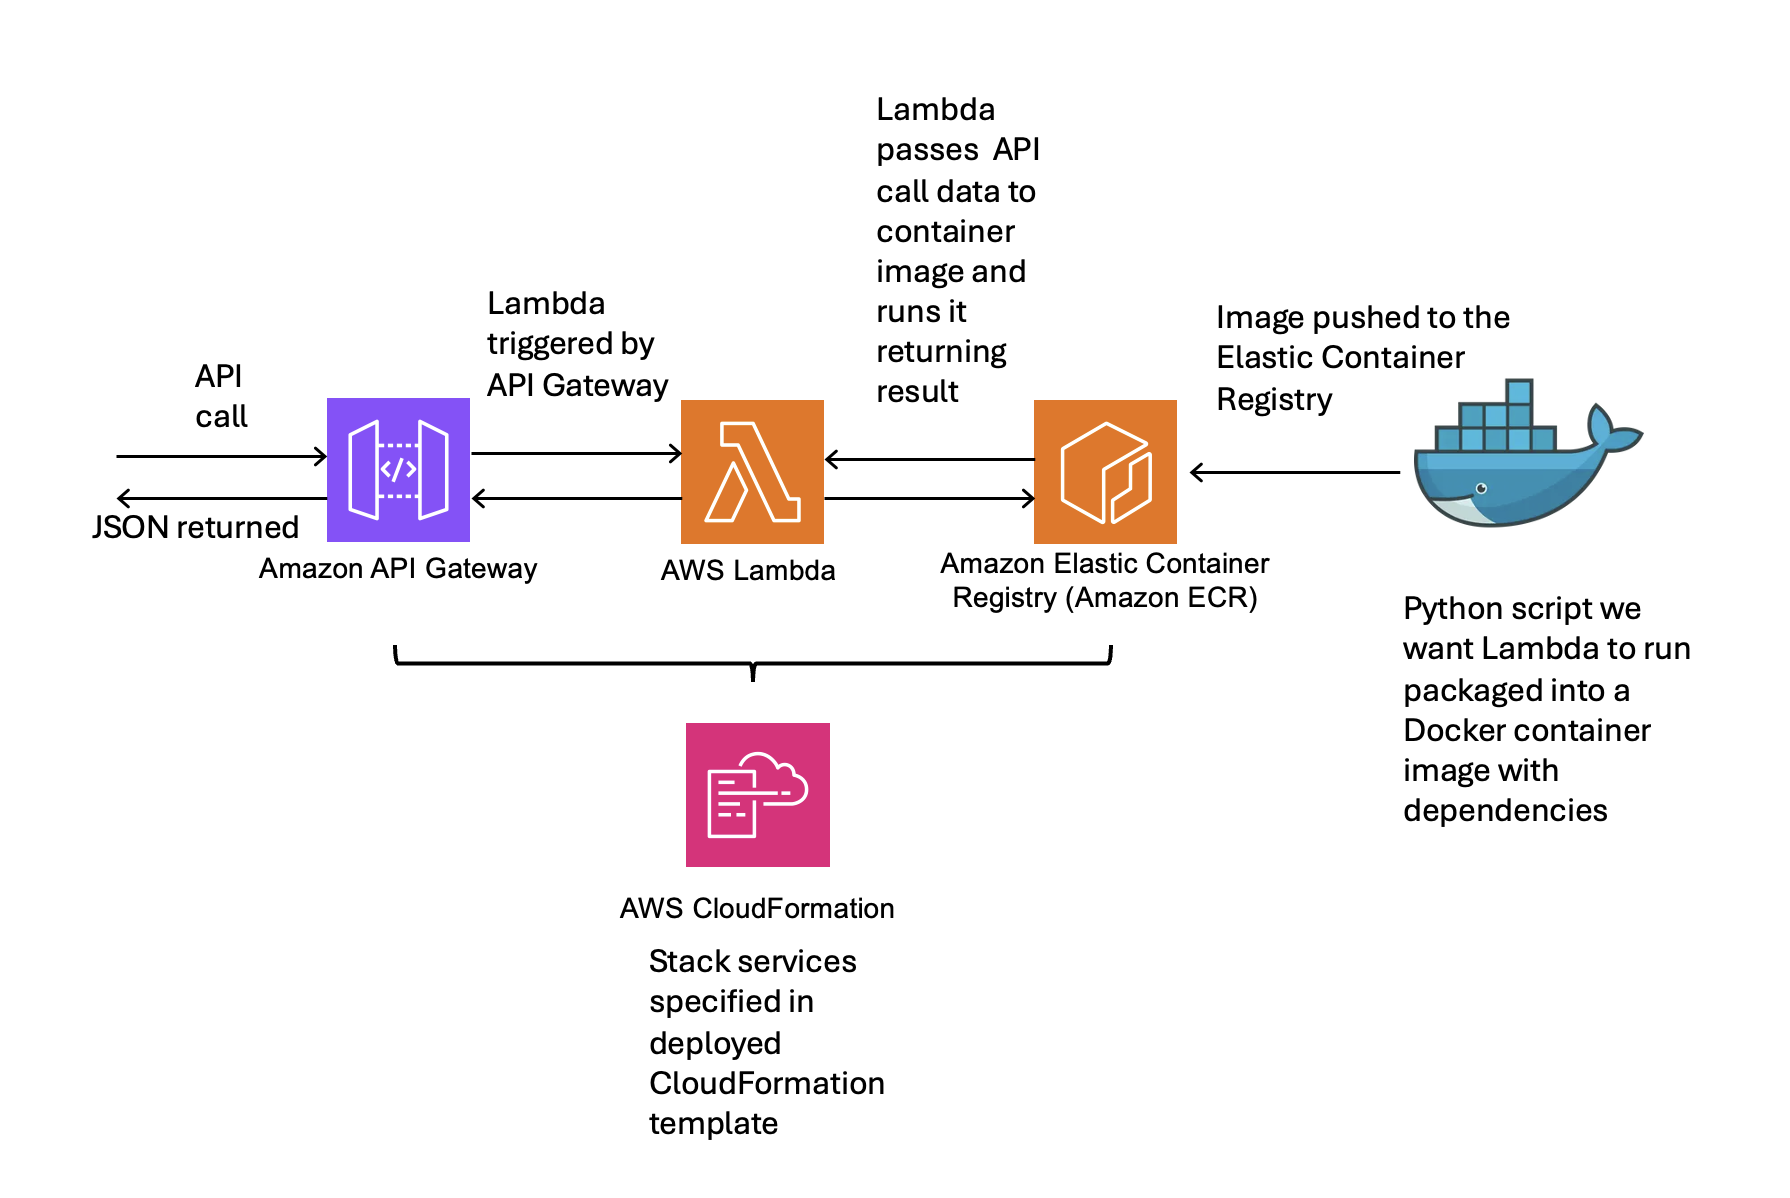 Lambda
passes  API
call data to
container
image and
runs it
returning
result
Lambda
triggered by
API Gateway
Image pushed to the
Elastic Container
Registry
API
call
</>
JSON returned
Amazon API Gateway
AWS Lambda
Amazon Elastic Container
Registry (Amazon ECR)
Python script we
want Lambda to run
packaged into a
Docker container
image with
dependencies
AWS CloudFormation
Stack services
specified in
deployed
CloudFormation
template